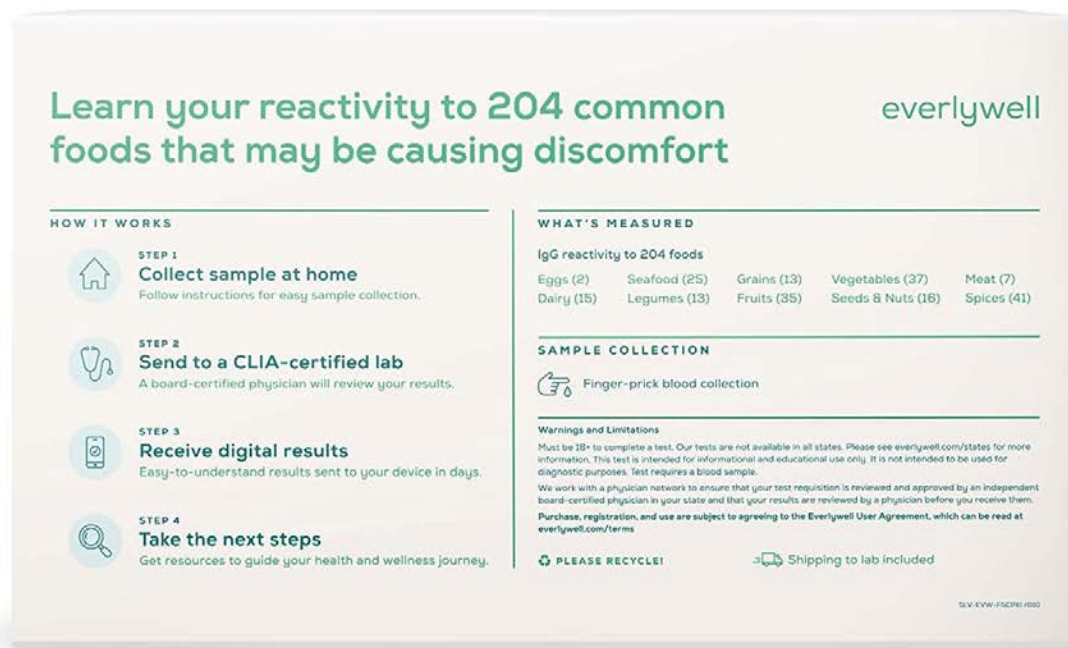 Learn your reactivity to 204 common
foods that may be causing discomfort
everlywell
HOW IT WORKS
STEP 1
Collect sample at home
Follow instructions for easy sample collection.
STEP 2
Send to a CLIA-certified lab
A board-certified physician will review your results.
STEP 3
Receive digital results
Easy-to-understand results sent to your device in days.
STEP 4
Take the next steps
Get resources to guide your health and wellness journey.
WHAT'S MEASURED
IgG reactivity to 204 foods
Eggs (2) Seafood (25) Grains (13) Vegetables (37) Meat (7)
Dairy (15) Legumes (13) Fruits (35) Seeds & Nuts (16) Spices (41)
SAMPLE COLLECTION
Finger-prick blood collection
Warnings and Limitations
Must be 18+ to complete a test. Our tests are not available in all states. Please see everlywell.com/states for more
information. This test is intended for informational and educational use only. It is not intended to be used for
diagnostic purposes. Test requires a blood sample.
We work with a physician network to ensure that your test requisition is reviewed and approved by an independent
board-certified physician in your state and that your results are reviewed by a physician before you receive them.
Purchase, registration, and use are subject to agreeing to the Everlywell User Agreement, which can be read at
everlywell.com/terms
PLEASE RECYCLE!
Shipping to lab included